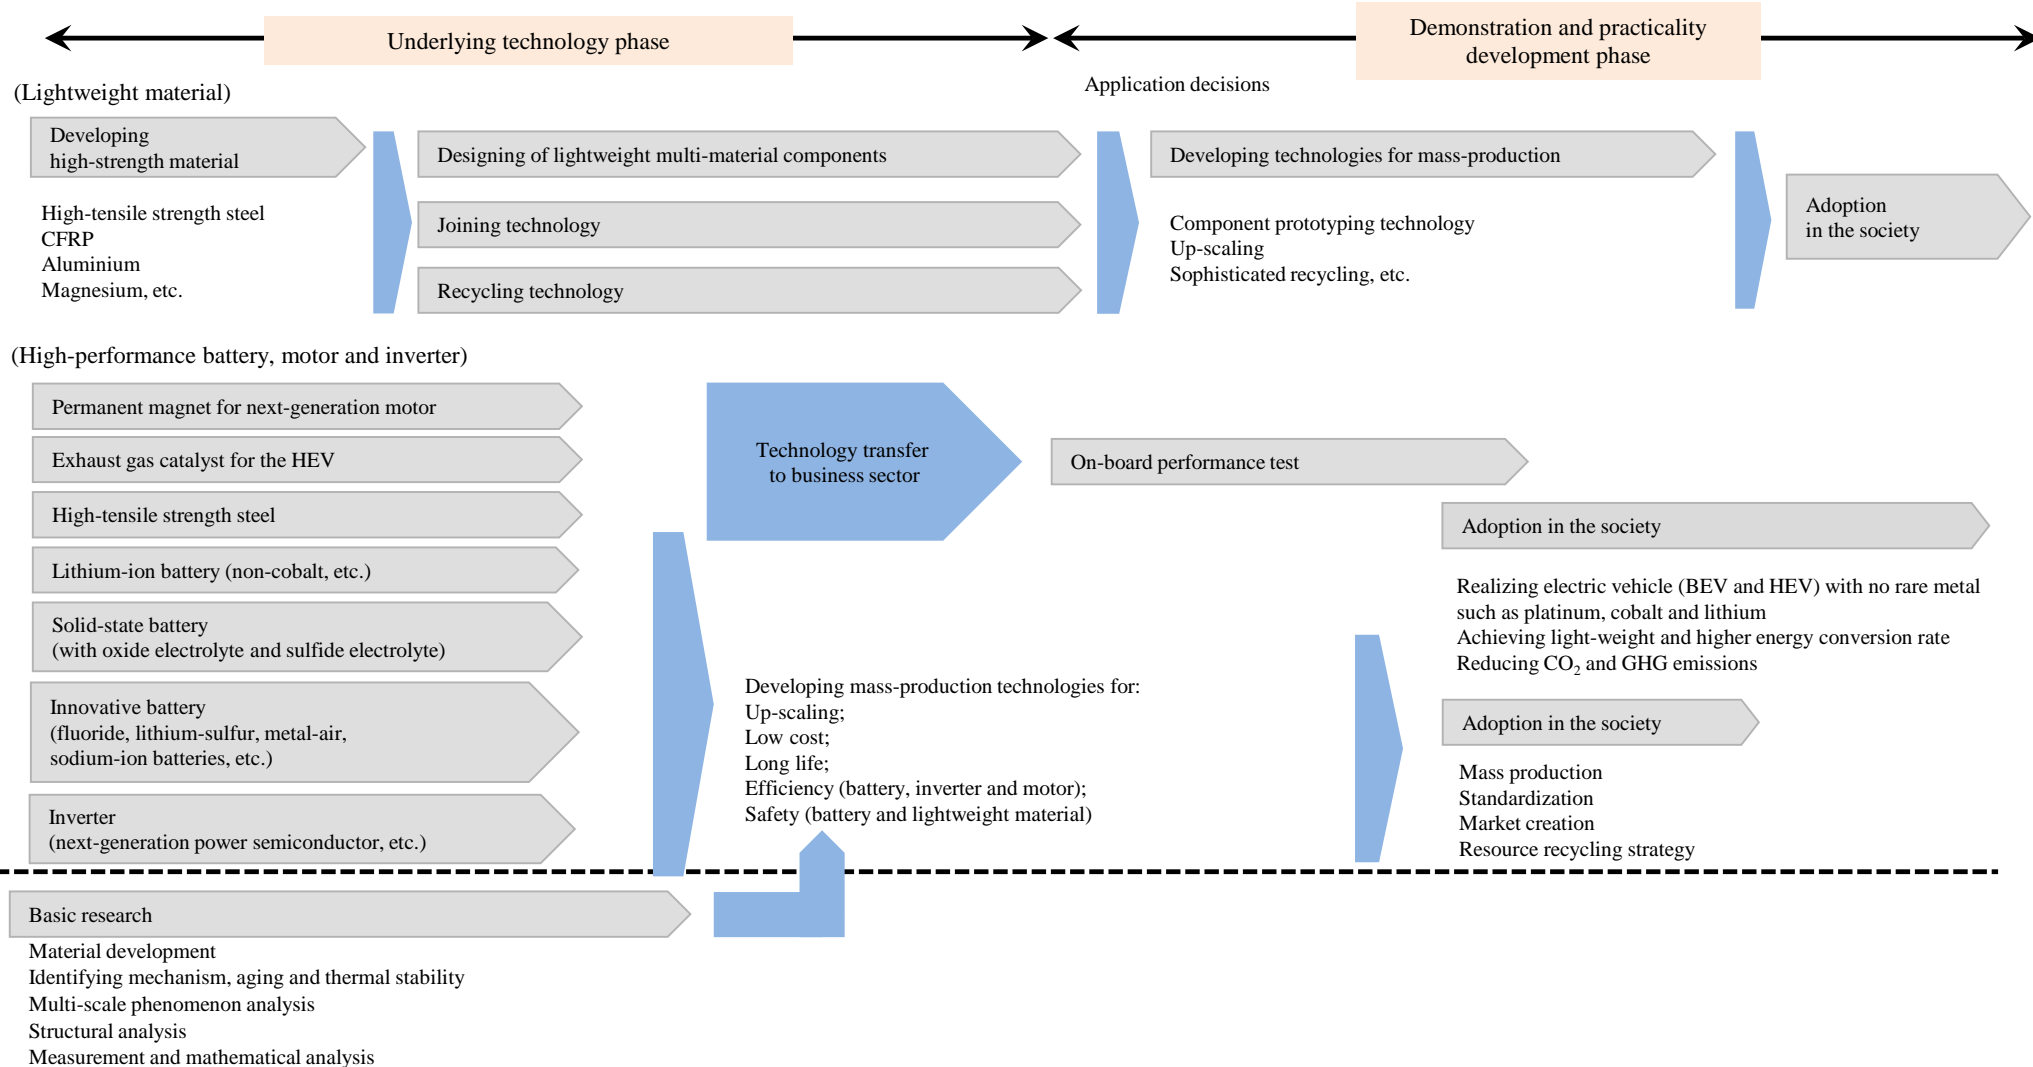 Underlying technology phase
Demonstration and practicality
development phase
Application decisions
(Lightweight material)
Developing
high-strength material
High-tensile strength steel
CFRP
Aluminium
Magnesium, etc.
Designing of lightweight multi-material components
Joining technology
Recycling technology
Developing technologies for mass-production
Component prototyping technology
Up-scaling
Sophisticated recycling, etc.
Adoption
in the society
(High-performance battery, motor and inverter)
Permanent magnet for next-generation motor
Exhaust gas catalyst for the HEV
High-tensile strength steel
Lithium-ion battery (non-cobalt, etc.)
Solid-state battery
(with oxide electrolyte and sulfide electrolyte)
Innovative battery
(fluoride, lithium-sulfur, metal-air,
sodium-ion batteries, etc.)
Inverter
(next-generation power semiconductor, etc.)
Technology transfer
to business sector
Developing mass-production technologies for:
Up-scaling;
Low cost;
Long life;
Efficiency (battery, inverter and motor);
Safety (battery and lightweight material)
On-board performance test
Adoption in the society
Realizing electric vehicle (BEV and HEV) with no rare metal
such as platinum, cobalt and lithium
Achieving light-weight and higher energy conversion rate
Reducing CO₂ and GHG emissions
Adoption in the society
Mass production
Standardization
Market creation
Resource recycling strategy
Basic research
Material development
Identifying mechanism, aging and thermal stability
Multi-scale phenomenon analysis
Structural analysis
Measurement and mathematical analysis